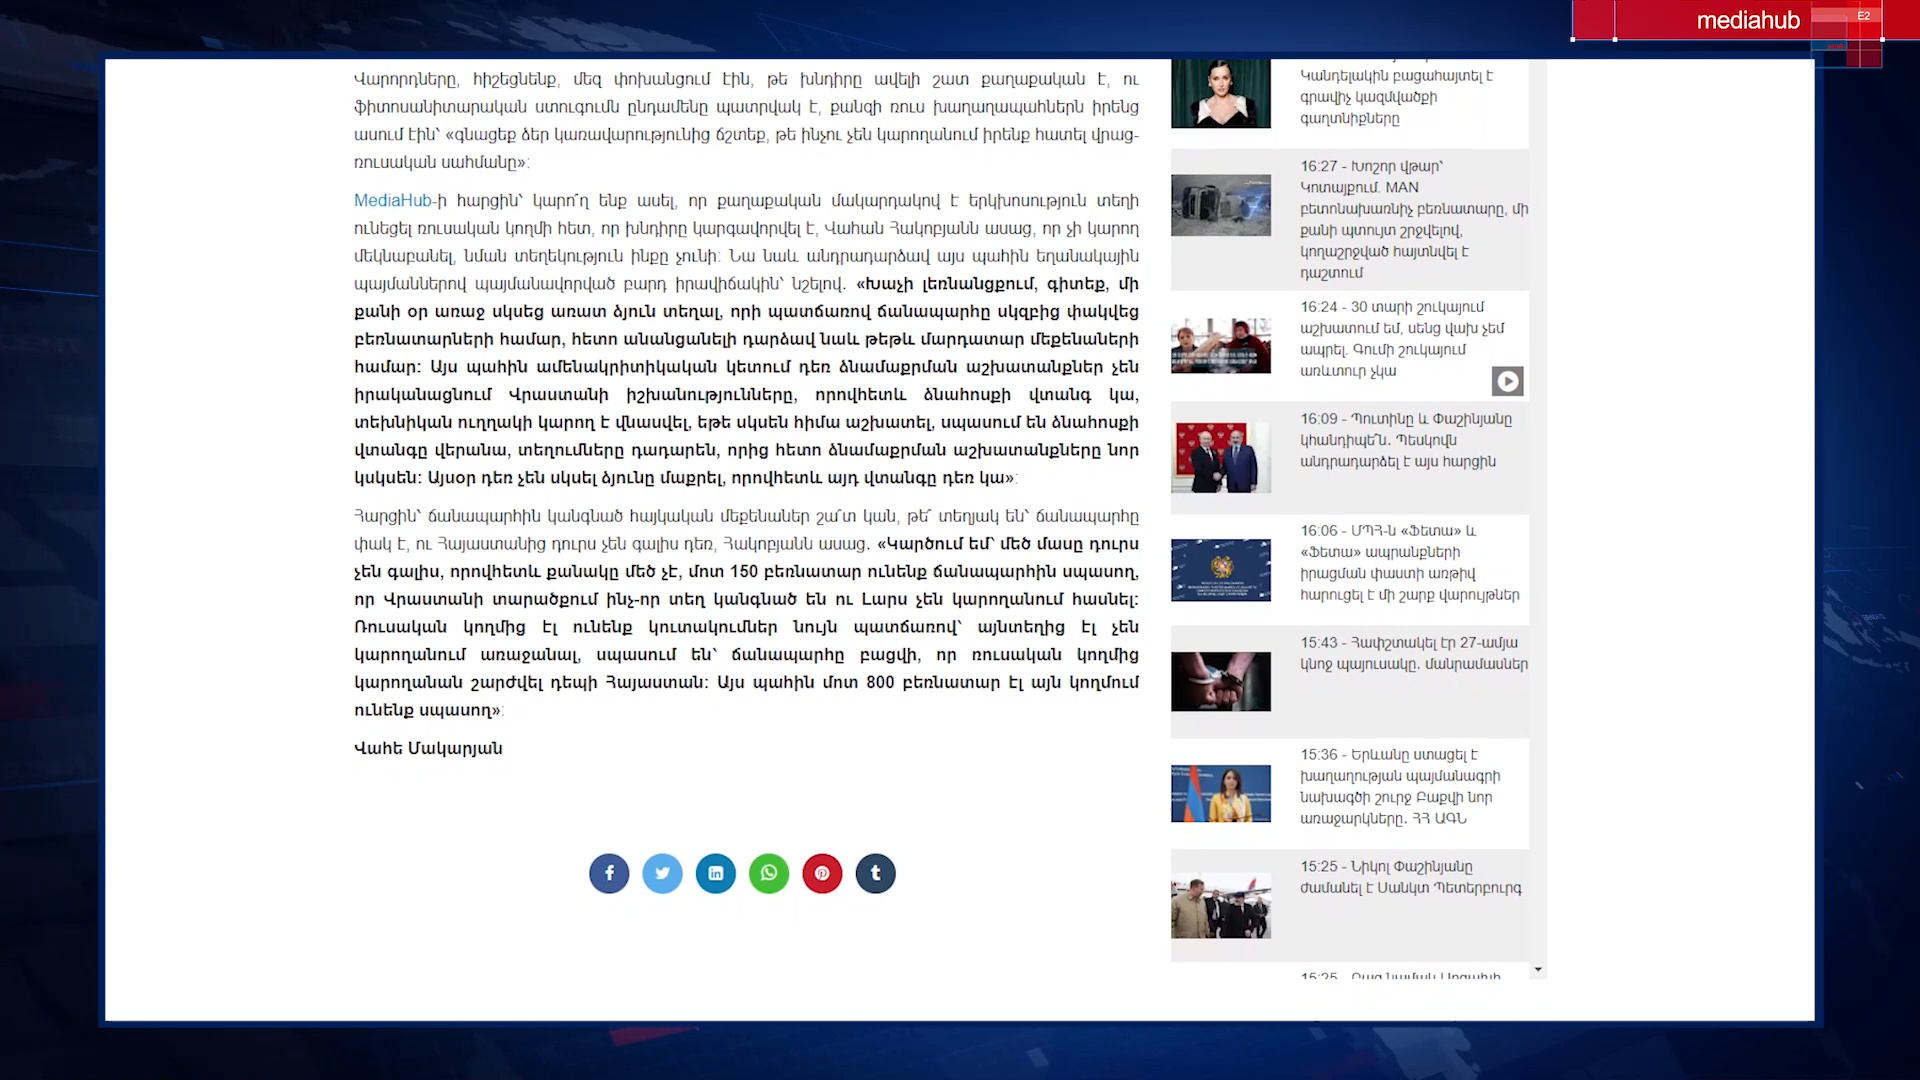 mediahub
E2
Վարորդները, հիշեցնենք, մեզ փոխանցում էին, թե խնդիրը ավելի շատ քաղաքական է, ու
ֆիտոսանիտարական ստուգումն ընդամենը պատրվակ է, քանզի ռուս խաղաղապահներն իրենց
ասում էին՝ «գնացեք ձեր կառավարությունից ճշտեք, թե ինչու չեն կարողանում իրենք հատել վրաց-
ռուսական սահմանը»:
MediaHub-ի հարցին՝ կարո՞ղ ենք ասել, որ քաղաքական մակարդակով է երկխոսություն տեղի
ունեցել ռուսական կողմի հետ, որ խնդիրը կարգավորվել է, Վահան Հակոբյանն ասաց, որ չի կարող
մեկնաբանել, նման տեղեկություն ինքը չունի: Նա նաև անդրադարձավ այս պահին եղանակային
պայմաններով պայմանավորված բարդ իրավիճակին՝ նշելով. «Խաչի լեռնանցքում, գիտեք, մի
քանի օր առաջ սկսեց առատ ձյուն տեղալ, որի պատճառով ճանապարհը սկզբից փակվեց
բեռնատարների համար, հետո անանցանելի դարձավ նաև թեթև մարդատար մեքենաների
համար: Այս պահին ամենակրիտիկական կետում դեռ ձնամաքրման աշխատանքներ չեն
իրականացնում Վրաստանի իշխանությունները, որովհետև ձնահոսքի վտանգ կա,
տեխնիկան ուղղակի կարող է վնասվել, եթե սկսեն հիմա աշխատել, սպասում են ձնահոսքի
վտանգը վերանա, տեղումները դադարեն, որից հետո ձնամաքրման աշխատանքները նոր
կսկսեն: Այսօր դեռ չեն սկսել ձյունը մաքրել, որովհետև այդ վտանգը դեռ կա»:
Հարցին՝ ճանապարհին կանգնած հայկական մեքենաներ շա՞տ կան, թե՞ տեղյակ են՝ ճանապարհը
փակ է, ու Հայաստանից դուրս չեն գալիս դեռ, Հակոբյանն ասաց. «Կարծում եմ՝ մեծ մասը դուրս
չեն գալիս, որովհետև քանակը մեծ չէ, մոտ 150 բեռնատար ունենք ճանապարհին սպասող,
որ Վրաստանի տարածքում ինչ-որ տեղ կանգնած են ու Լարս չեն կարողանում հասնել:
Ռուսական կողմից էլ ունենք կուտակումներ նույն պատճառով՝ այնտեղից էլ չեն
կարողանում առաջանալ, սպասում են՝ ճանապարհը բացվի, որ ռուսական կողմից
կարողանան շարժվել դեպի Հայաստան: Այս պահին մոտ 800 բեռնատար էլ այն կողմում
ունենք սպասող»:
Վահե Մակարյան
Կանդելակին բացահայտել է
գրավիչ կազմվածքի
գաղտնիքները
16:27 - Խոշոր վթար՝
Կոտայքում. MAN
բետոնախառնիչ բեռնատարը, մի
քանի պտույտ շրջվելով,
կողաշրջված հայտնվել է
դաշտում
16:24 - 30 տարի շուկայում
աշխատում եմ, սենց վախ չեմ
ապրել. Գումի շուկայում
առևտուր չկա
16:09 - Պուտինը և Փաշինյանը
կհանդիպե՞ն. Պեսկովն
անդրադարձել է այս հարցին
16:06 - ՄՊՀ-ն «Ֆետա» և
«Ֆետա» ապրանքների
իրացման փաստի առթիվ
հարուցել է մի շարք վարույթներ
15:43 - Հափշտակել էր 27-ամյա
կնոջ պայուսակը. մանրամասներ
15:36 - Երևանը ստացել է
խաղաղության պայմանագրի
նախագծի շուրջ Բաքվի նոր
առաջարկները. ՀՀ ԱԳՆ
15:25 - Նիկոլ Փաշինյանը
ժամանել է Սանկտ Պետերբուրգ